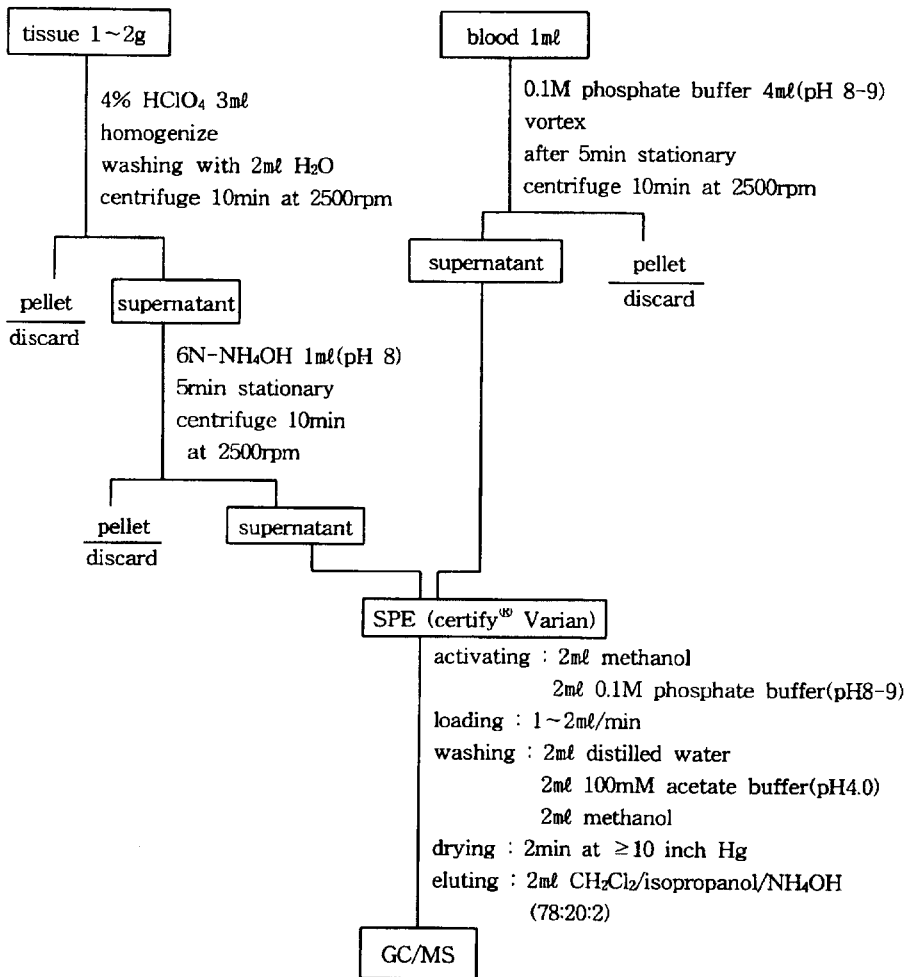 tissue 1~2g
4% HClO₄ 3㎖
homogenize
washing with 2㎖ H₂O
centrifuge 10min at 2500rpm
pellet
discard
supernatant
6N-NH₄OH 1㎖(pH 8)
5min stationary
centrifuge 10min
at 2500rpm
pellet
discard
supernatant
blood 1㎖
0.1M phosphate buffer 4㎖(pH 8-9)
vortex
after 5min stationary
centrifuge 10min at 2500rpm
supernatant
pellet
discard
SPE (certify® Varian)
activating : 2㎖ methanol
2㎖ 0.1M phosphate buffer(pH8-9)
loading : 1~2㎖/min
washing : 2㎖ distilled water
2㎖ 100mM acetate buffer(pH4.0)
2㎖ methanol
drying : 2min at ≥10 inch Hg
eluting : 2㎖ CH₂Cl₂/isopropanol/NH₄OH
(78:20:2)
GC/MS